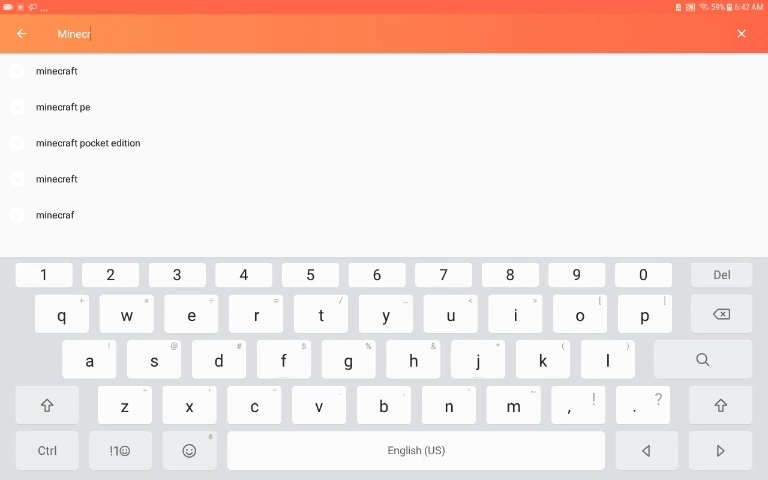 ... 59% 6:42 AM
Minecr
minecraft
minecraft pe
minecraft pocket edition
minecreft
minecraf
1 2 3 4 5 6 7 8 9 0 Del
q w e r t y u i o p
a s d f g h j k l
z x c v b n m , ! . ?
Ctrl !1☺ English (US)